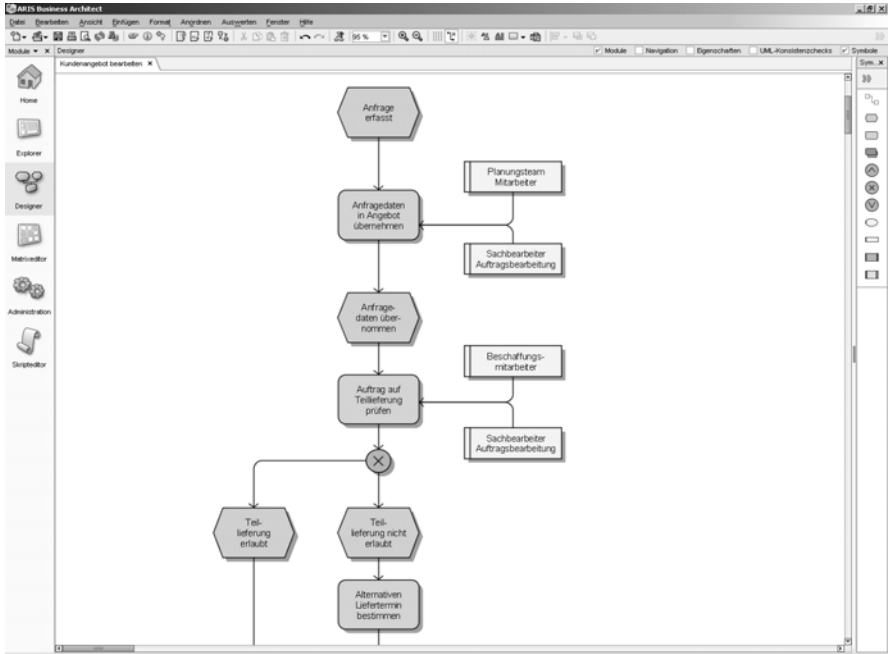 ARIS Business Architect
Datei Bearbeiten Ansicht Einfügen Format Anordnen Auswerten Fenster Hilfe
95 %
Module Designer Module Navigation Eigenschaften UML-Konsistenzchecks Symbole
Kundenangebot bearbeiten
Sym...
Home
Explorer
Designer
Matrixeditor
Administration
Skripteditor
Anfrage
erfasst
Planungsteam
Mitarbeiter
Anfragedaten
in Angebot
übernehmen
Sachbearbeiter
Auftragsbearbeitung
Anfrage-
daten über-
nommen
Beschaffungs-
mitarbeiter
Auftrag auf
Teillieferung
prüfen
Sachbearbeiter
Auftragsbearbeitung
Teil-
lieferung
erlaubt
Teil-
lieferung nicht
erlaubt
Alternativen
Liefertermin
bestimmen